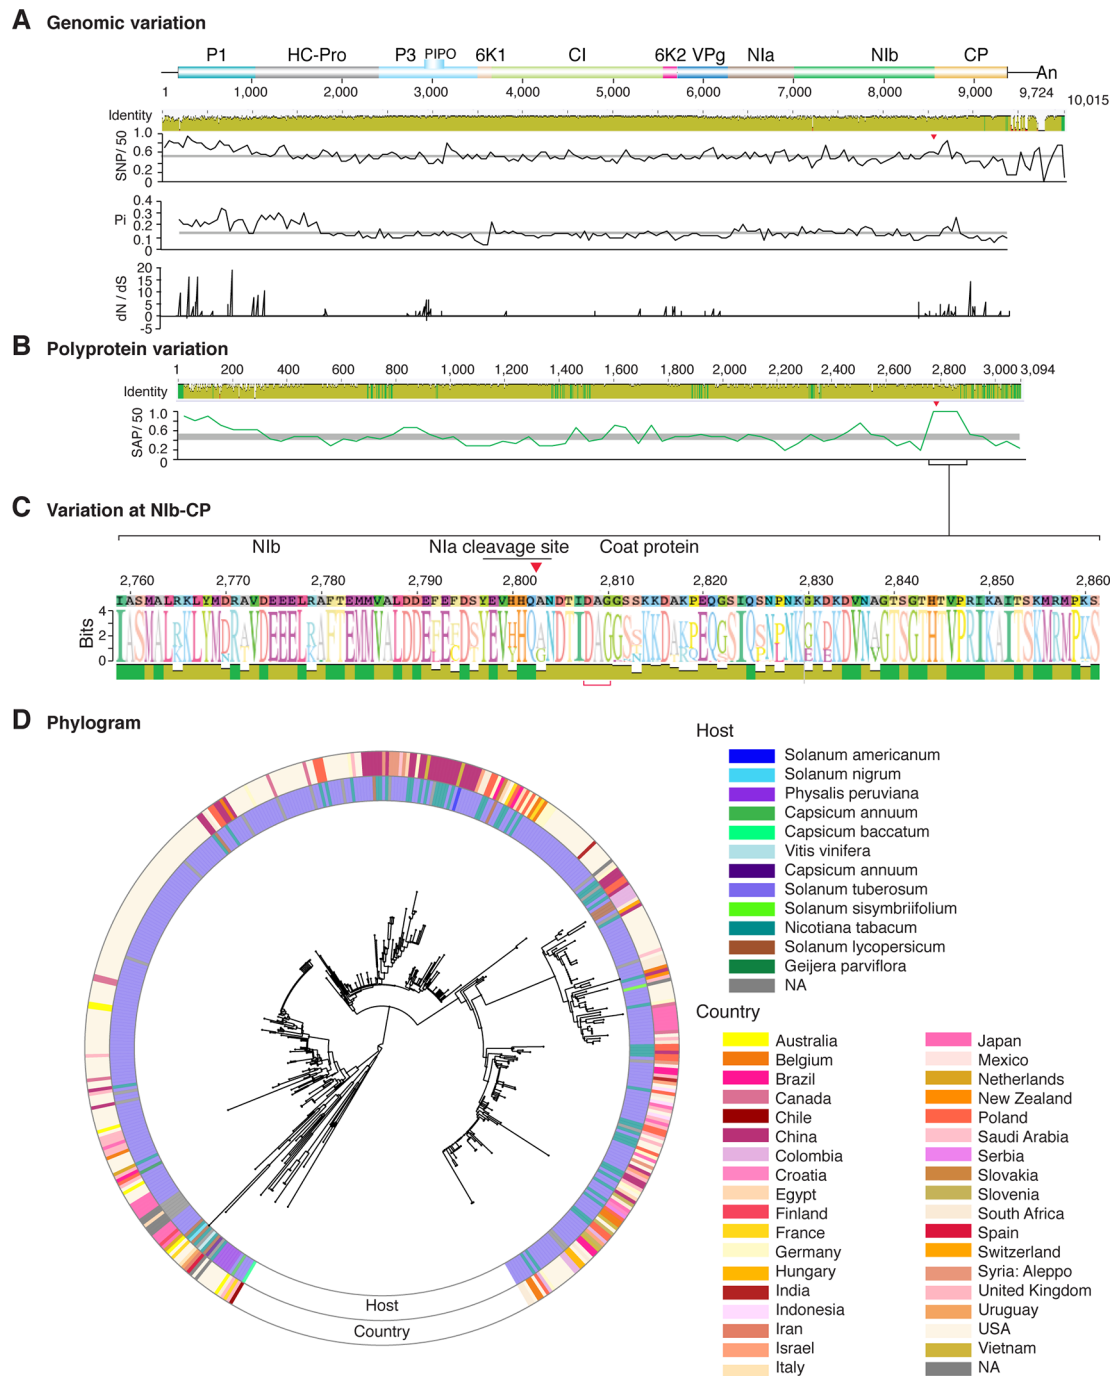 A Genomic variation
P1 HC-Pro P3 PIPO 6K1 CI 6K2 VPg NIa NIb CP An
1 1,000 2,000 3,000 4,000 5,000 6,000 7,000 8,000 9,000 9,724 10,015
Identity
SNP/ 50
1.0
0.6
0.2
0
Pi
0.4
0.3
0.2
0.1
0
dN / dS
20
15
10
5
0
-5
B Polyprotein variation
1 200 400 600 800 1,000 1,200 1,400 1,600 1,800 2,000 2,200 2,400 2,600 2,800 3,000 3,094
Identity
SAP/ 50
1.0
0.6
0.2
0
C Variation at NIb-CP
NIb NIa cleavage site Coat protein
2,760 2,770 2,780 2,790 2,800 2,810 2,820 2,830 2,840 2,850 2,860
IASMALRKLYMDRAVDEEELRAFTEMMVALDDEFEFDSYEVHHQANDTIDAGGSSKKDAKPEQGSIQSNPNKGKDKDVNAGTSGTHTVPRIKAITSKMRMPKS
Bits
4
2
0
D Phylogram
Host
Country
Host
Solanum americanum
Solanum nigrum
Physalis peruviana
Capsicum annuum
Capsicum baccatum
Vitis vinifera
Capsicum annuum
Solanum tuberosum
Solanum sisymbriifolium
Nicotiana tabacum
Solanum lycopersicum
Geijera parviflora
NA
Country
Australia
Belgium
Brazil
Canada
Chile
China
Colombia
Croatia
Egypt
Finland
France
Germany
Hungary
India
Indonesia
Iran
Israel
Italy
Japan
Mexico
Netherlands
New Zealand
Poland
Saudi Arabia
Serbia
Slovakia
Slovenia
South Africa
Spain
Switzerland
Syria: Aleppo
United Kingdom
Uruguay
USA
Vietnam
NA